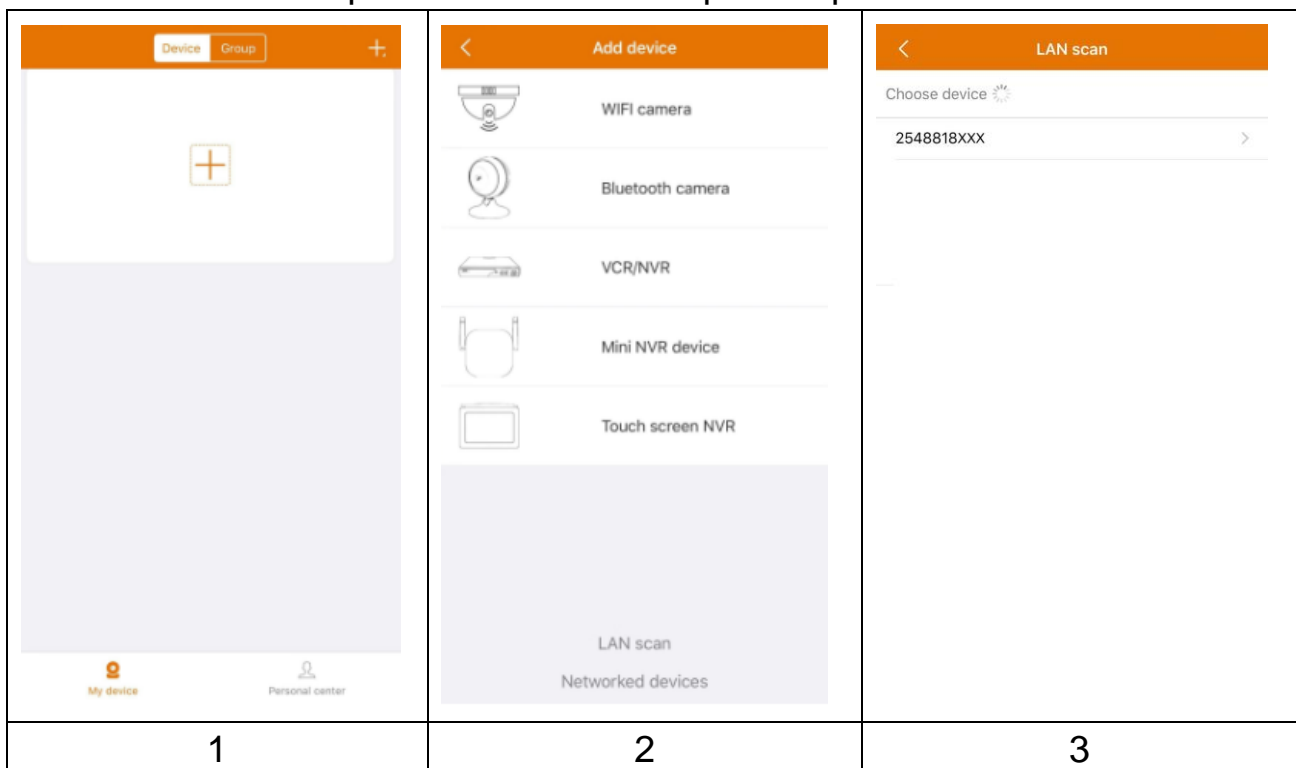 Device Group
My device
Personal center
Add device
WIFI camera
Bluetooth camera
VCR/NVR
Mini NVR device
Touch screen NVR
LAN scan
Networked devices
LAN scan
Choose device
2548818XXX
1
2
3